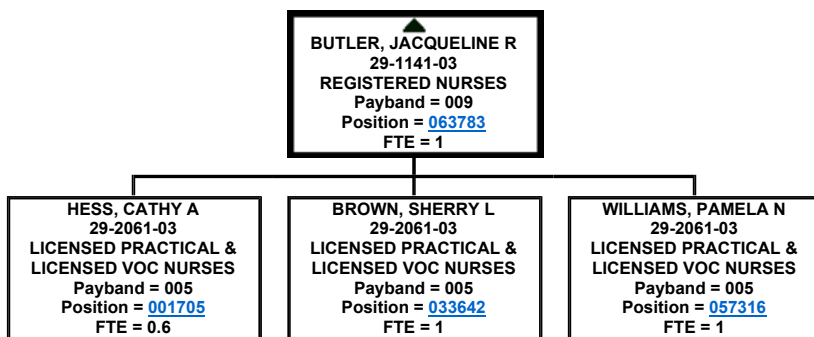 BUTLER, JACQUELINE R
29-1141-03
REGISTERED NURSES
Payband = 009
Position = 063783
FTE = 1
HESS, CATHY A
29-2061-03
LICENSED PRACTICAL &
LICENSED VOC NURSES
Payband = 005
Position = 001705
FTE = 0.6
BROWN, SHERRY L
29-2061-03
LICENSED PRACTICAL &
LICENSED VOC NURSES
Payband = 005
Position = 033642
FTE = 1
WILLIAMS, PAMELA N
29-2061-03
LICENSED PRACTICAL &
LICENSED VOC NURSES
Payband = 005
Position = 057316
FTE = 1